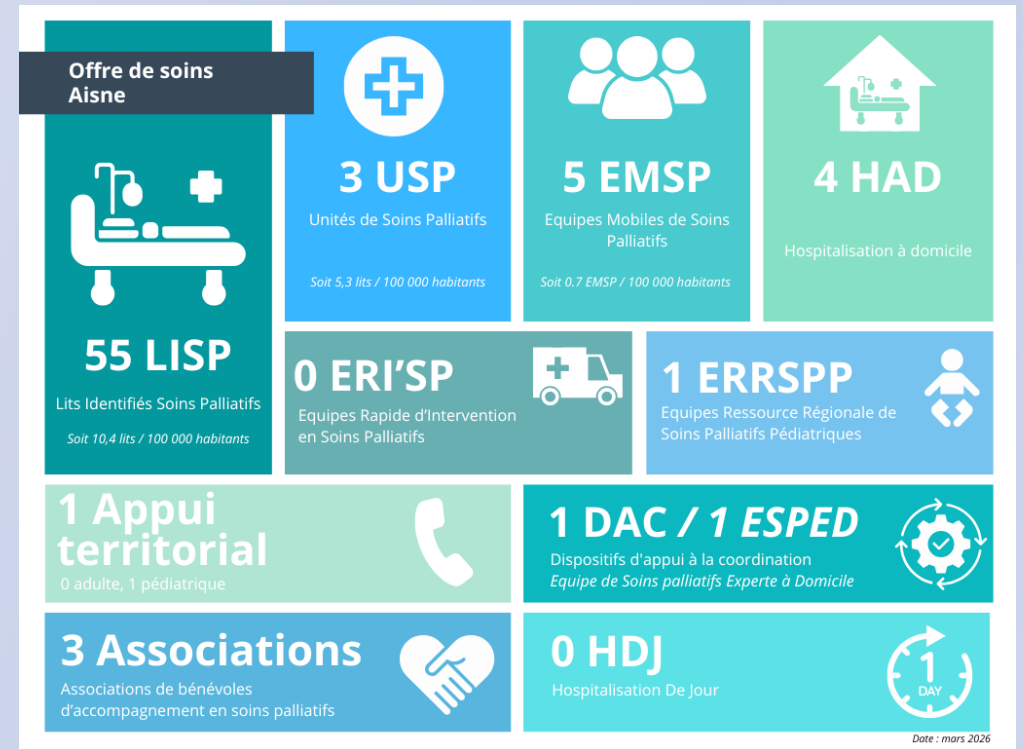 Offre de soins
Aisne
55 LISP
Lits Identifiés Soins Palliatifs
Soit 10,4 lits / 100 000 habitants
3 USP
Unités de Soins Palliatifs
Soit 5,3 lits / 100 000 habitants
5 EMSP
Equipes Mobiles de Soins
Palliatifs
Soit 0,7 EMSP / 100 000 habitants
4 HAD
Hospitalisation à domicile
0 ERI’SP
Equipes Rapide d’Intervention
en Soins Palliatifs
1 ERRSPP
Equipes Ressource Régionale de
Soins Palliatifs Pédiatriques
1 Appui
territorial
0 adulte, 1 pédiatrique
1 DAC / 1 ESPED
Dispositifs d'appui à la coordination
Equipe de Soins palliatifs Experte à Domicile
3 Associations
Associations de bénévoles
d’accompagnement en soins palliatifs
0 HDJ
Hospitalisation De Jour
1
DAY
Date : mars 2026